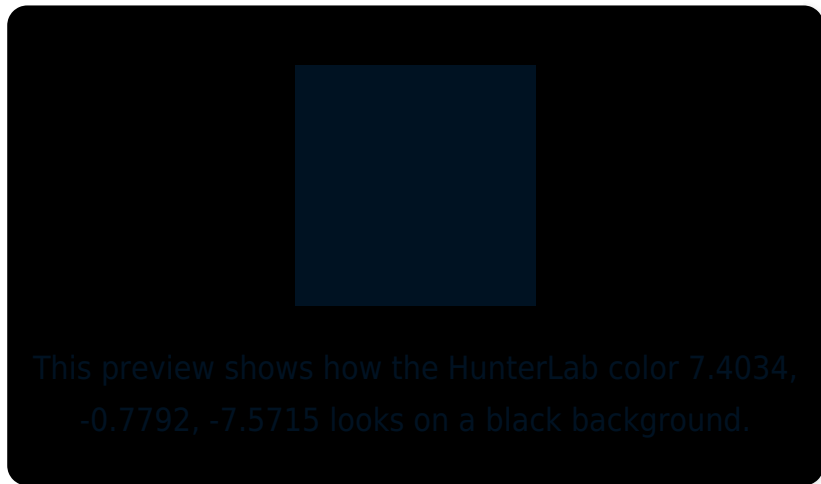 This preview shows how the HunterLab color 7.4034,
-0.7792, -7.5715 looks on a black background.